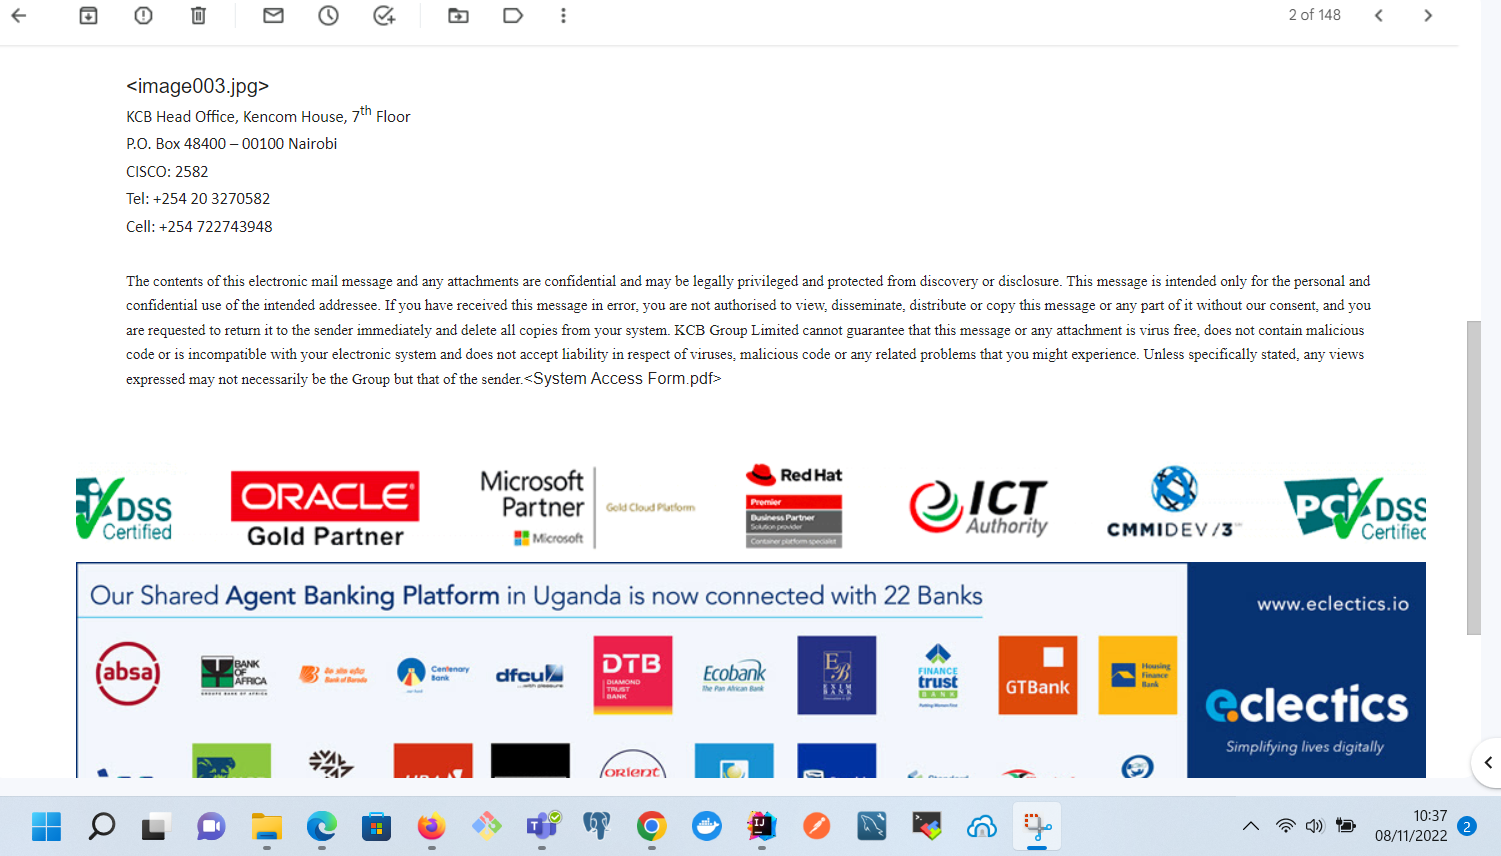 2 of 148
<image003.jpg>
KCB Head Office, Kencom House, 7th Floor
P.O. Box 48400 – 00100 Nairobi
CISCO: 2582
Tel: +254 20 3270582
Cell: +254 722743948
The contents of this electronic mail message and any attachments are confidential and may be legally privileged and protected from discovery or disclosure. This message is intended only for the personal and
confidential use of the intended addressee. If you have received this message in error, you are not authorised to view, disseminate, distribute or copy this message or any part of it without our consent, and you
are requested to return it to the sender immediately and delete all copies from your system. KCB Group Limited cannot guarantee that this message or any attachment is virus free, does not contain malicious
code or is incompatible with your electronic system and does not accept liability in respect of viruses, malicious code or any related problems that you might experience. Unless specifically stated, any views
expressed may not necessarily be the Group but that of the sender.<System Access Form.pdf>
DSS
Certified
ORACLE
Gold Partner
Microsoft
Partner
Microsoft
Gold Cloud Platform
Red Hat
Premier
Business Partner
Solution provider
Container platform specialist
ICT
Authority
CMMIDEV/3
PCi DSS
Certified
Our Shared Agent Banking Platform in Uganda is now connected with 22 Banks
www.eclectics.io
absa
BANK
OF
AFRICA
Bank of Baroda
Centenary
Bank
dfcu
DTB
DIAMOND
TRUST
BANK
Ecobank
The Pan African Bank
EB
EXIM
BANK
FINANCE
trust
BANK
GTBank
Housing
Finance
Bank
eclectics
Simplifying lives digitally
orient
10:37
08/11/2022
2